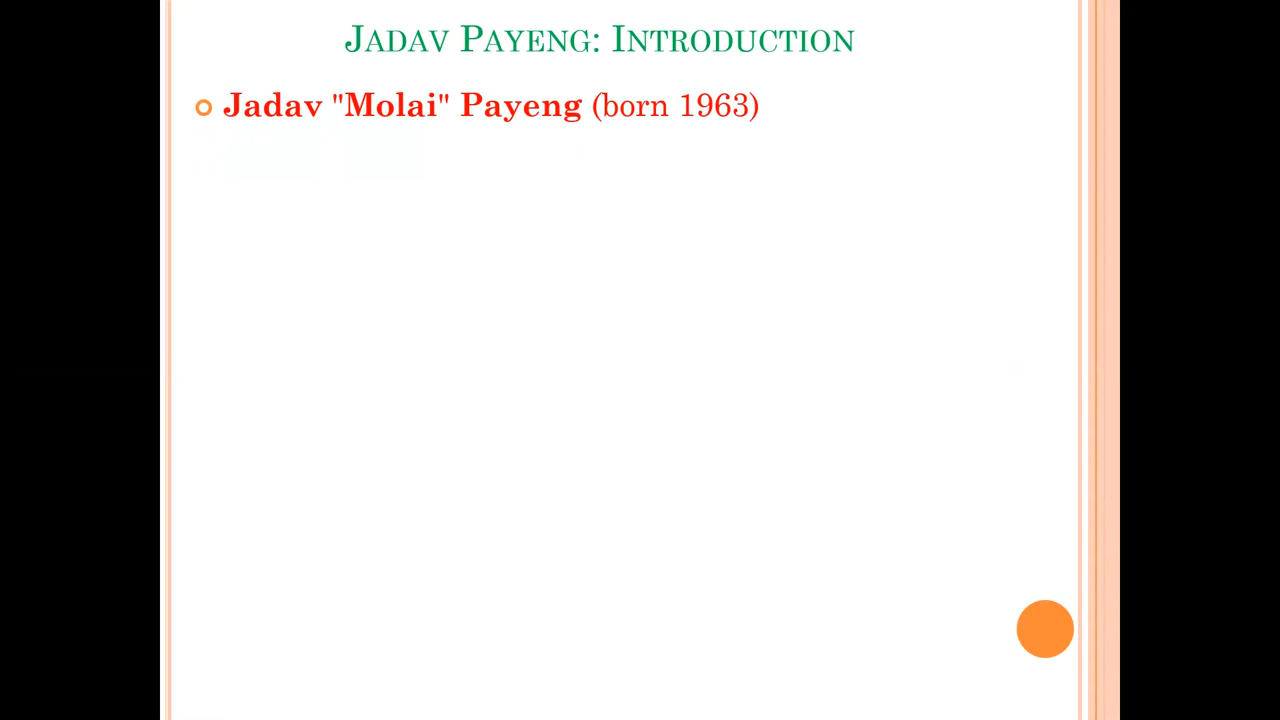 Jadav Payeng: Introduction
Jadav "Molai" Payeng (born 1963)